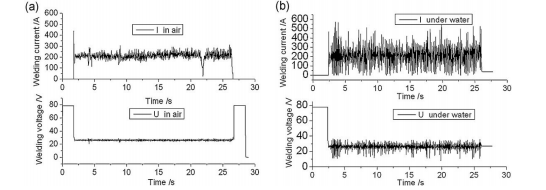 (a)
600
500
400
300
200
100
0
Welding current /A
I in air
0 5 10 15 20 25 30
Time /s
80
60
40
20
0
Welding voltage /V
U in air
0 5 10 15 20 25 30
Time /s
(b)
600
500
400
300
200
100
0
Welding current /A
I under water
0 5 10 15 20 25 30
Time /s
80
60
40
20
0
Welding voltage /V
U under water
0 5 10 15 20 25 30
Time /s